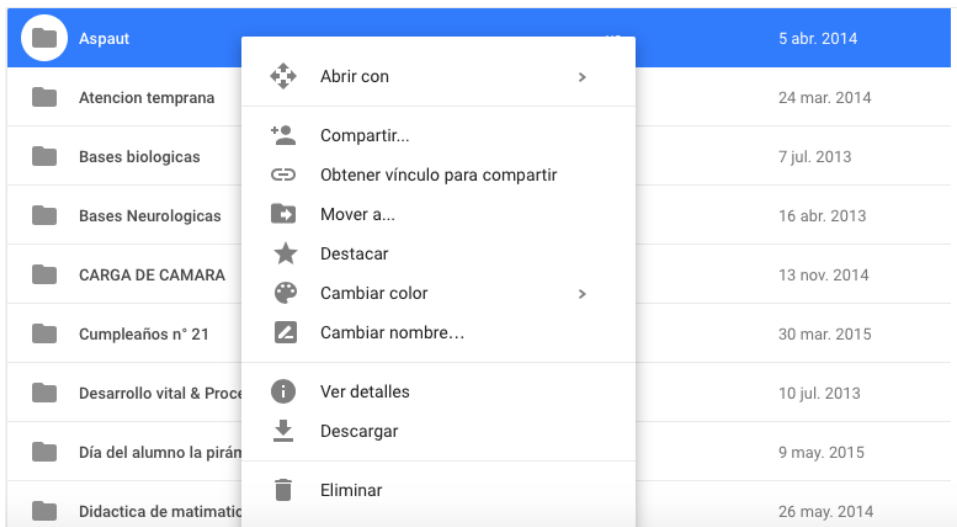 Aspaut
5 abr. 2014
Abrir con
Atencion temprana
24 mar. 2014
Compartir...
Bases biologicas
7 jul. 2013
Obtener vínculo para compartir
Bases Neurologicas
Mover a...
16 abr. 2013
Destacar
CARGA DE CAMARA
13 nov. 2014
Cambiar color
Cumpleaños n° 21
Cambiar nombre...
30 mar. 2015
Desarrollo vital & Proce
Ver detalles
10 jul. 2013
Descargar
Día del alumno la pirám
9 may. 2015
Eliminar
Didactica de matimatic
26 may. 2014